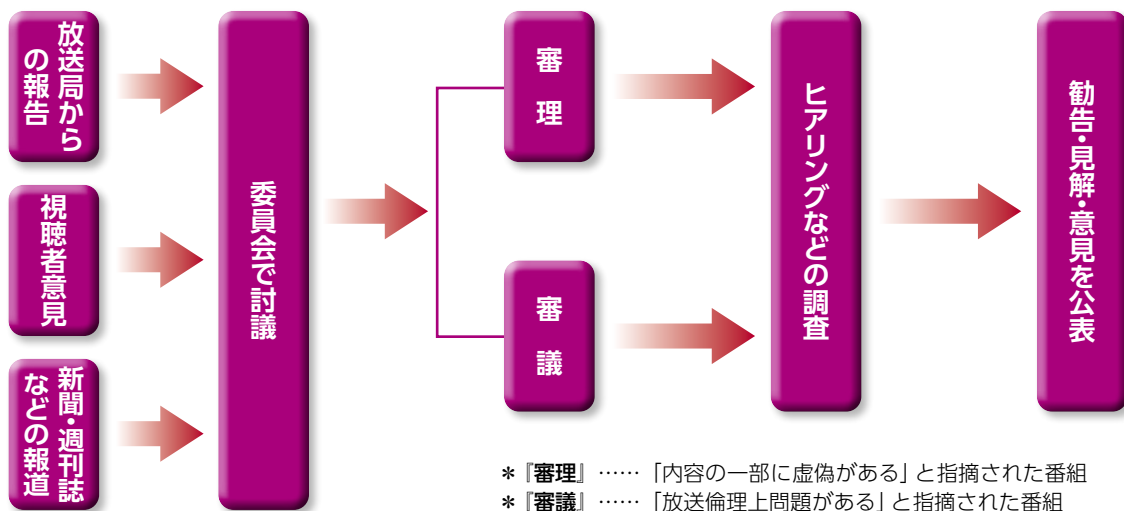 放送局から
の報告
視聴者意見
新聞・週刊誌
などの報道
委員会で討議
審理
審議
ヒアリングなどの調査
勧告・見解・意見を公表
＊『審理』……「内容の一部に虚偽がある」と指摘された番組
＊『審議』……「放送倫理上問題がある」と指摘された番組